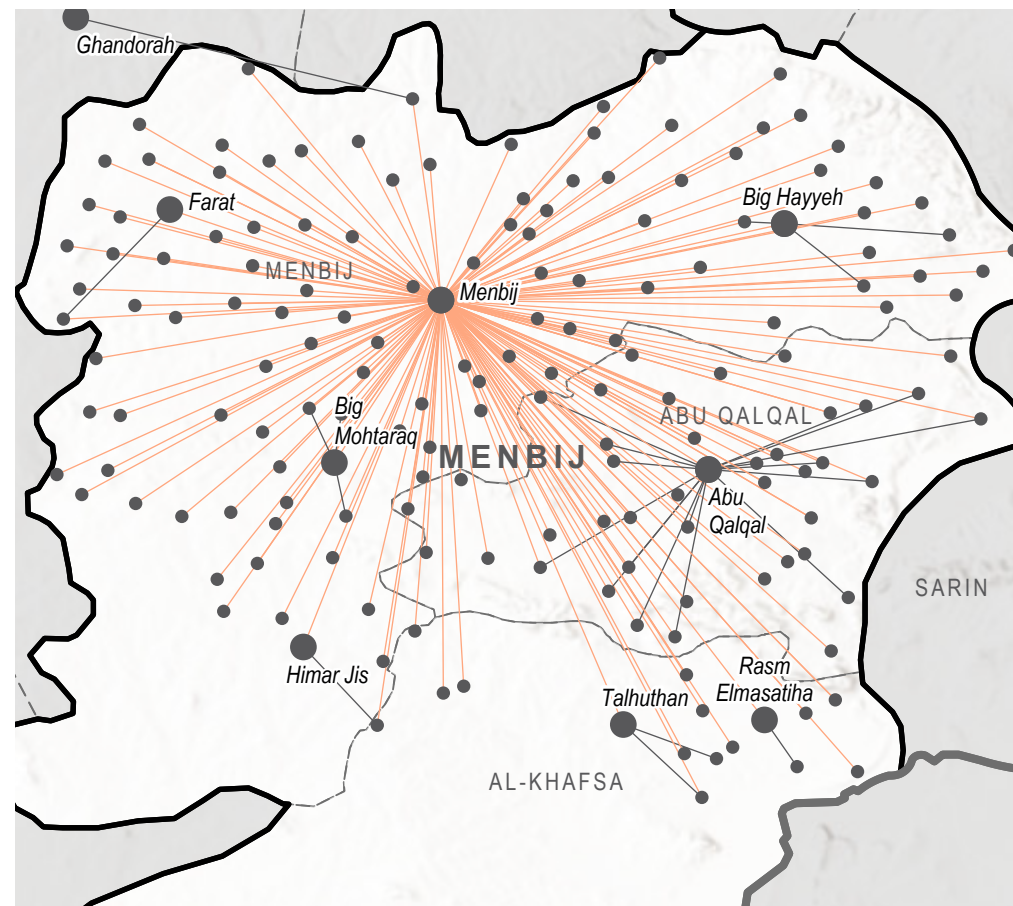 Ghandorah
Farat
Big Hayyeh
MENBIJ
Menbij
Big
Mohtaraq
ABU QALQAL
MENBIJ
Abu
Qalqal
SARIN
Himar Jis
Talhuthan
Rasm
Elmasatiha
AL-KHAFSA